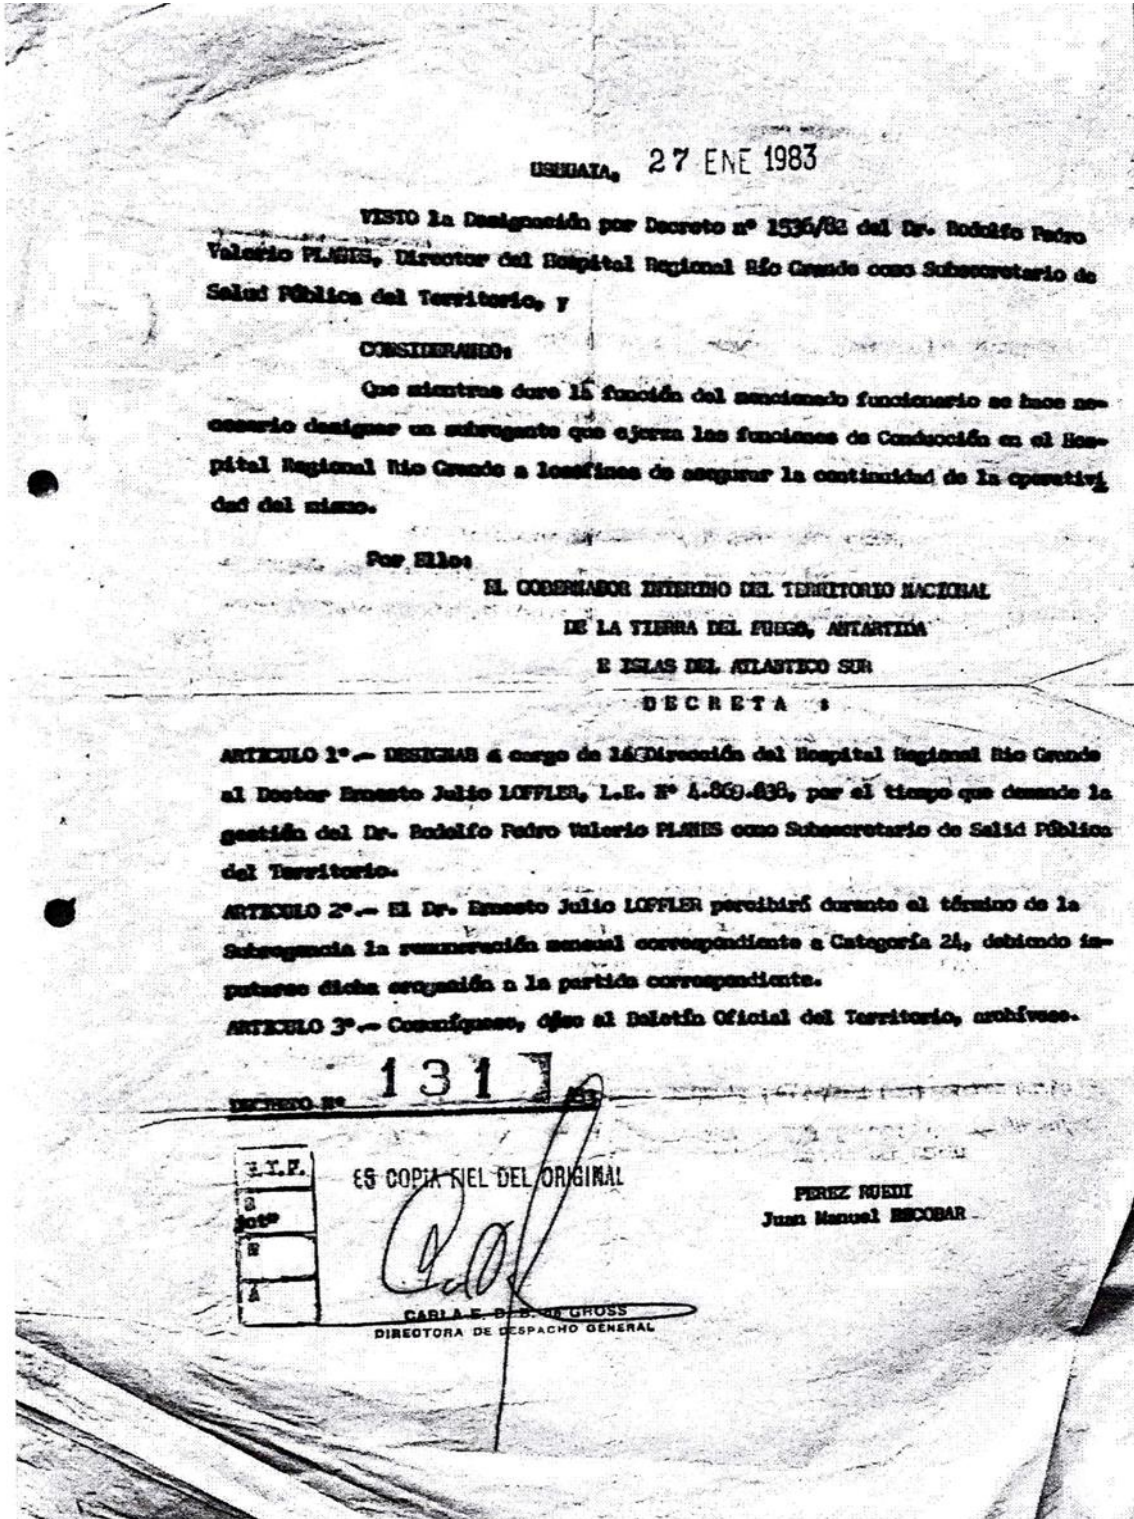 USHUAIA, 27 ENE 1983
VISTO la Designación por Decreto nº 1536/82 del Dr. Rodolfo Pedro
Valerio PLANES, Director del Hospital Regional Río Grande como Subsecretario de
Salud Pública del Territorio, y
CONSIDERANDO:
Que mientras dure la función del mencionado funcionario se hace ne-
cesario designar un subrogante que ejerza las funciones de Conducción en el Hos-
pital Regional Rio Grande a los fines de asegurar la continuidad de la operativi
dad del mismo.
Por Ello:
EL GOBERNADOR INTERINO DEL TERRITORIO NACIONAL
DE LA TIERRA DEL FUEGO, ANTARTIDA
E ISLAS DEL ATLANTICO SUR
D E C R E T A :
ARTICULO 1º.- DESIGNAR a cargo de la Dirección del Hospital Regional Rio Grande
al Doctor Ernesto Julio LOFFLER, L.E. Nº 4.869.838, por el tiempo que demande la
gestión del Dr. Rodolfo Pedro Valerio PLANES como Subsecretario de Salid Pública
del Territorio.
ARTICULO 2º.- El Dr. Ernesto Julio LOFFLER percibirá durante el término de la
Subrogancia la remuneración mensual correspondiente a Categoría 24, debiendo im-
putarse dicha erogación a la partida correspondiente.
ARTICULO 3º.- Comuníquese, dése al Boletín Oficial del Territorio, archívese.
DECRETO Nº 131 /83
G.T.F.
ES COPIA FIEL DEL ORIGINAL
PEREZ RUEDI
Juan Manuel ESCOBAR
CARLA E. D. B. de GROSS
DIRECTORA DE DESPACHO GENERAL